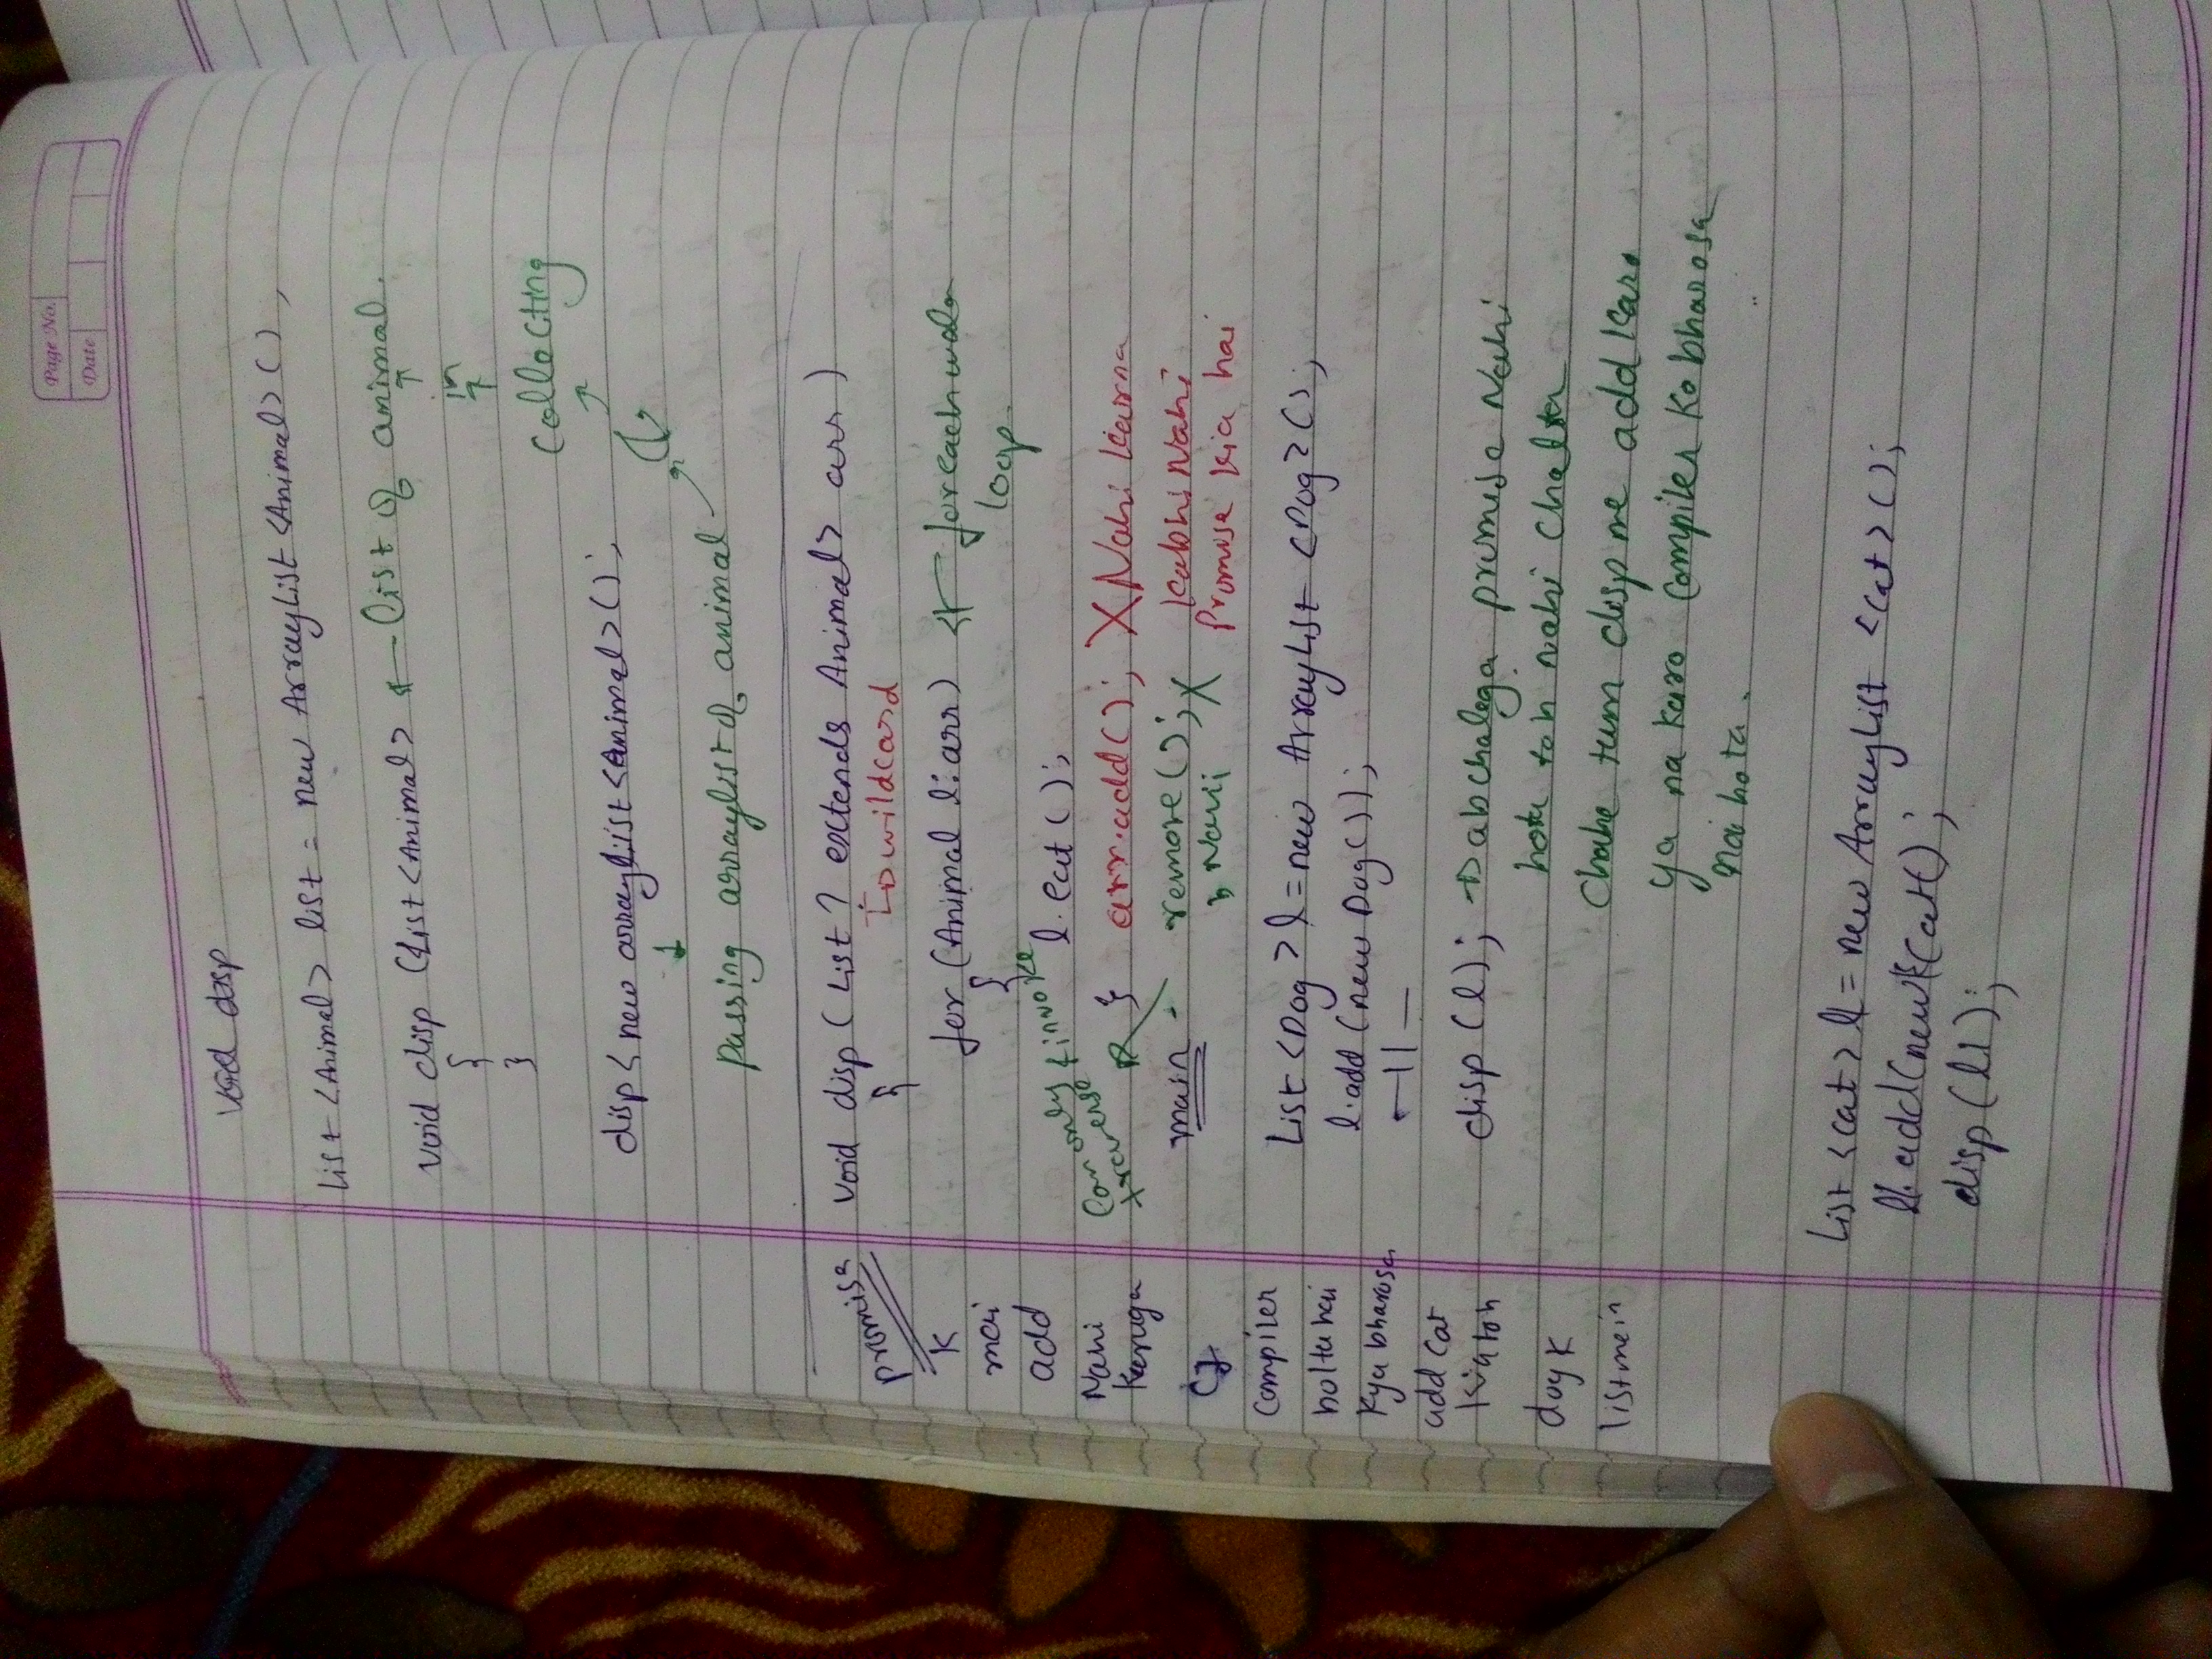 Page No.
Date
void disp
List <Animal> list = new ArrayList <Animal> () ,
void disp (List <Animal> ← list of animal.
↑
in
{
↑
}
collecting
disp < new arraylist <Animal> () ;
↓
passing arraylist of animal
void disp ( List ? extends Animal> arr )
{
↳ wildcard
for (Animal l : arr) ← foreach wala
{
loop.
l. eat () ;
can only
traverse & invoke
} arr.add() ; X Nahi karna
main - remove () ; X Kabhi Nahi
↳ Nahi Promise kia hai
List <Dog > l = new ArrayList <Dog> () ;
l.add (new Dog()) ;
—11—
disp (l) ; → ab chalega promise Nahi
hota toh nahi chalta
Chahe tum disp me add karo
ya na karo compiler ko bharosa
nai hota .
promise
K
mai
add
Nahi
Karuga
compiler
bolta hai
kya bharosa
add cat
kia toh
dog k
list mein
List <cat> l1 = new ArrayList <cat> () ;
l1. add (new Cat() ;
disp (l1) ;